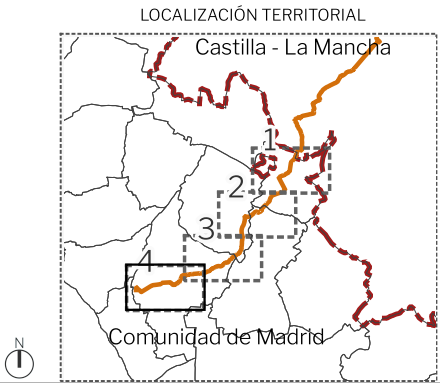 LOCALIZACIÓN TERRITORIAL
Castilla - La Mancha
1
2
3
4
Comunidad de Madrid
N